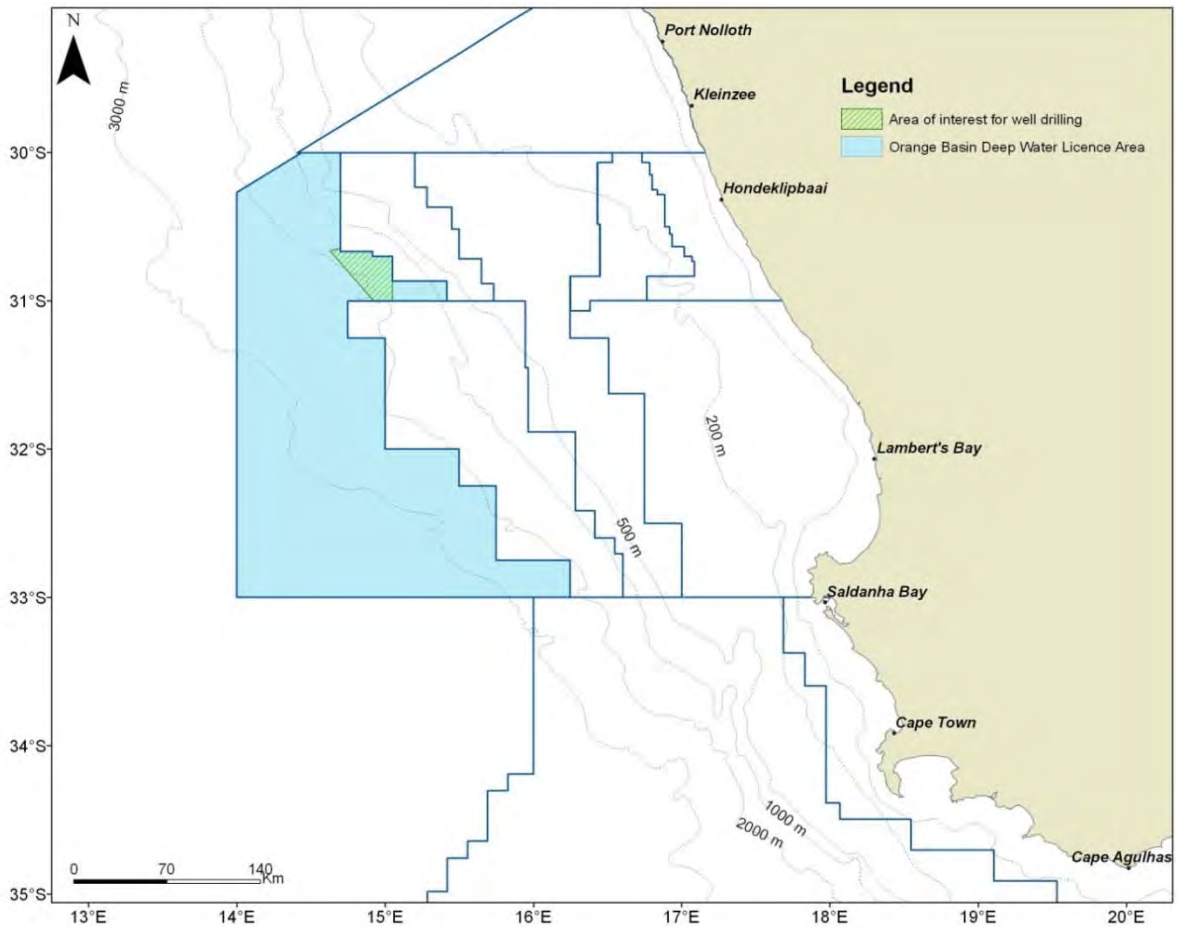 N
Port Nolloth
Kleinzee
3000 m
Legend
Area of interest for well drilling
Orange Basin Deep Water Licence Area
30°S
Hondeklipbaai
31°S
200 m
32°S
Lambert's Bay
500 m
33°S
Saldanha Bay
Cape Town
34°S
1000 m
2000 m
Cape Agulhas
0 70 140
Km
35°S
13°E 14°E 15°E 16°E 17°E 18°E 19°E 20°E